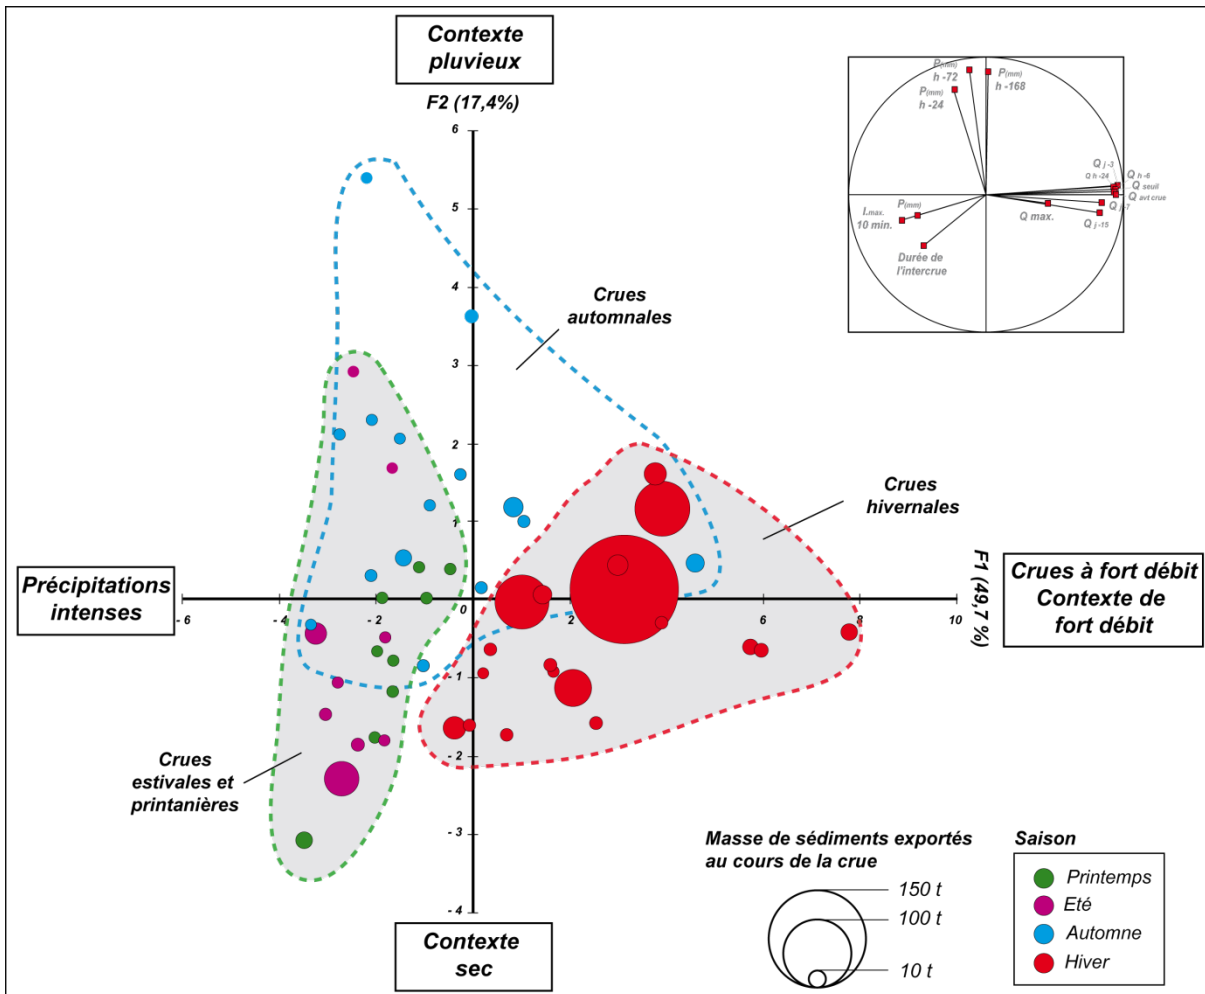 Contexte
pluvieux
F2 (17,4%)
6
5
4
3
2
1
0
- 1
- 2
- 3
- 4
- 6
- 4
- 2
2
4
6
8
10
F1 (49,7 %)
Crues
automnales
Crues
hivernales
Crues
estivales et
printanières
Précipitations
intenses
Crues à fort débit
Contexte de
fort débit
Contexte
sec
P(mm)
h -72
P(mm)
h -168
P(mm)
h -24
Q j -3
Q h -24
Q h -6
Q seuil
Q avt crue
Q j -7
Q j -15
Q max.
I.max.
10 min.
P(mm)
Durée de
l'intercrue
Masse de sédiments exportés
au cours de la crue
150 t
100 t
10 t
Saison
Printemps
Eté
Automne
Hiver